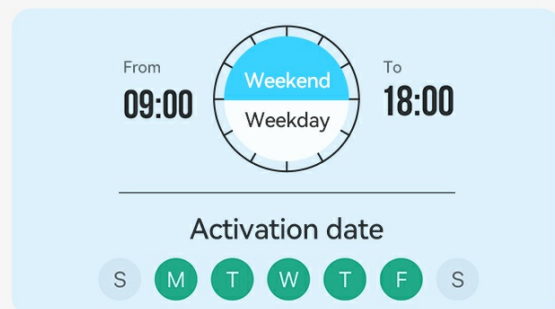 From
09:00
Weekend
Weekday
To
18:00
Activation date
S M T W T F S